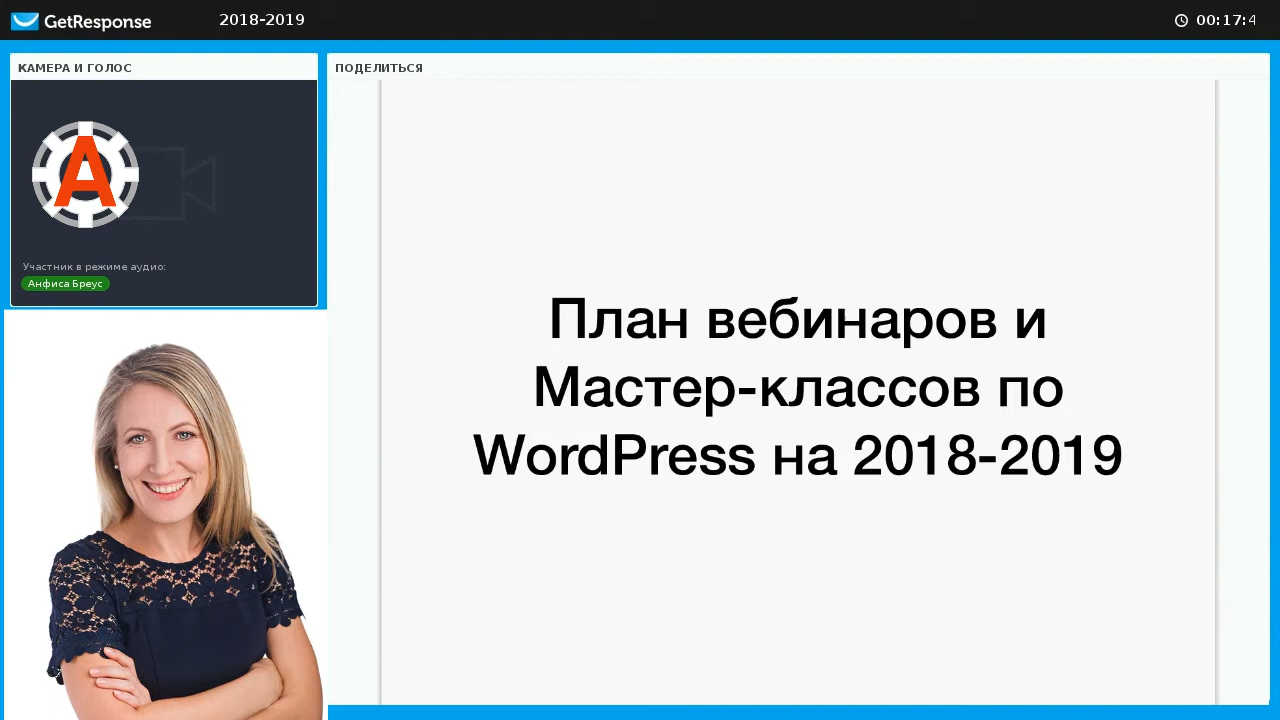 GetResponse
2018-2019
00:17:4
КАМЕРА И ГОЛОС
A
Участник в режиме аудио:
Анфиса Бреус
ПОДЕЛИТЬСЯ
План вебинаров и
Мастер-классов по
WordPress на 2018-2019